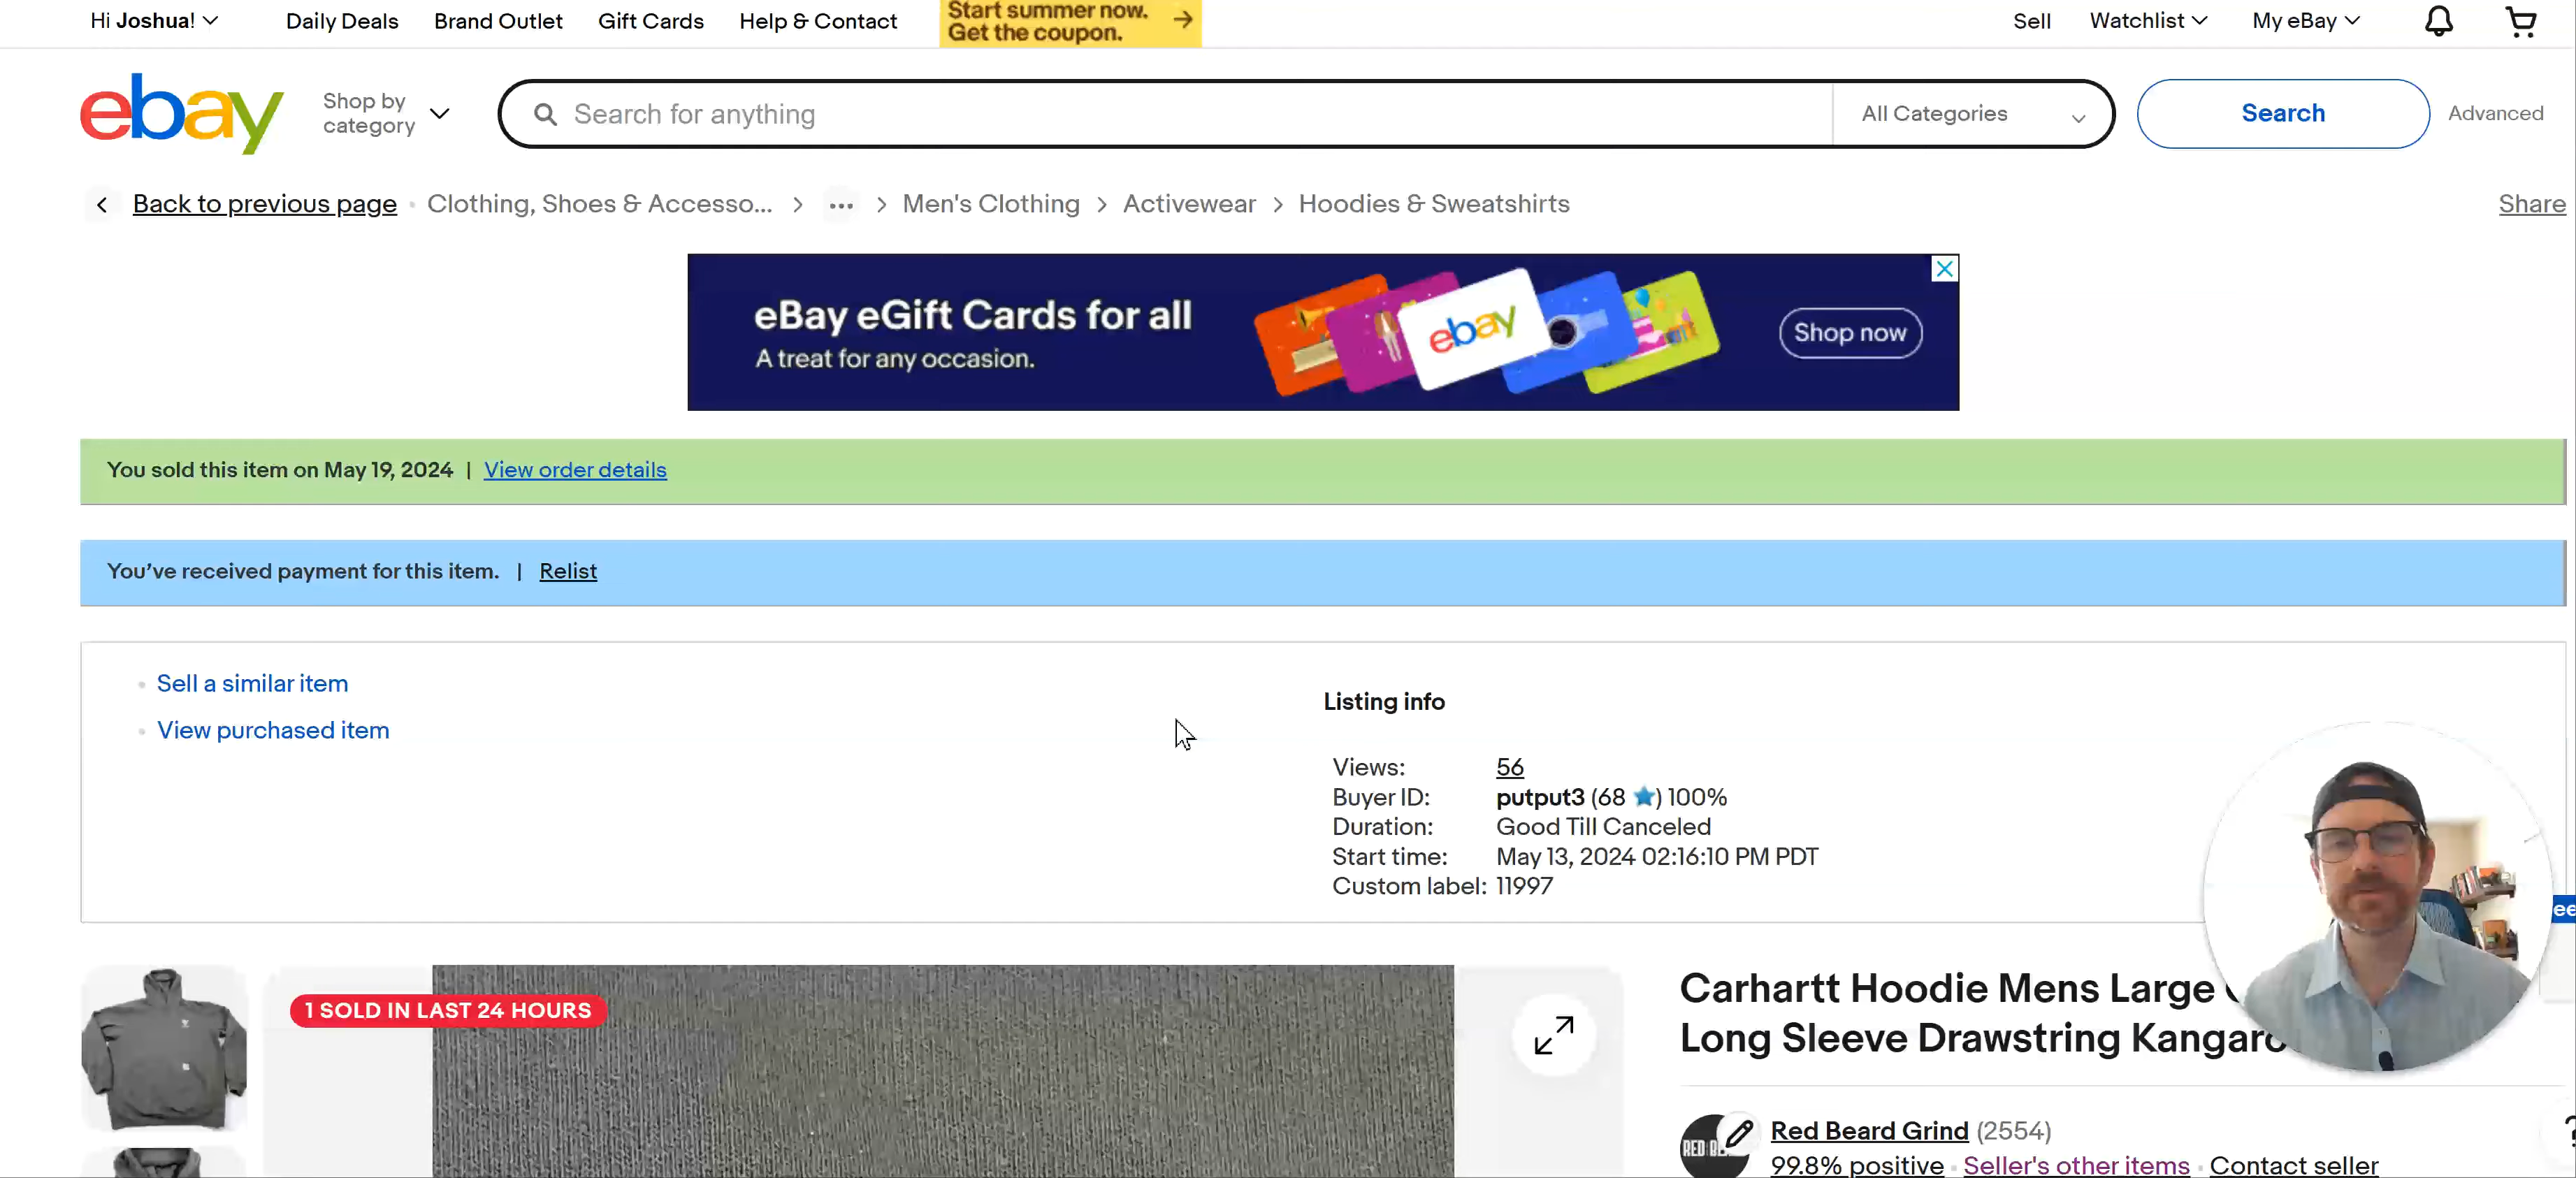 Hi Joshua!
Daily Deals
Brand Outlet
Gift Cards
Help & Contact
Start summer now.
Get the coupon.
Sell
Watchlist
My eBay
ebay
Shop by
category
Search for anything
All Categories
Search
Advanced
Back to previous page
Clothing, Shoes & Accesso...
Men's Clothing
Activewear
Hoodies & Sweatshirts
Share
eBay eGift Cards for all
A treat for any occasion.
ebay
Shop now
You sold this item on May 19, 2024 | View order details
You've received payment for this item. | Relist
Sell a similar item
View purchased item
Listing info
Views: 56
Buyer ID: putput3 (68) 100%
Duration: Good Till Canceled
Start time: May 13, 2024 02:16:10 PM PDT
Custom label: 11997
1 SOLD IN LAST 24 HOURS
Carhartt Hoodie Mens Large
Long Sleeve Drawstring
RED
Red Beard Grind (2554)
99.8% positive
Seller's other items
Contact seller